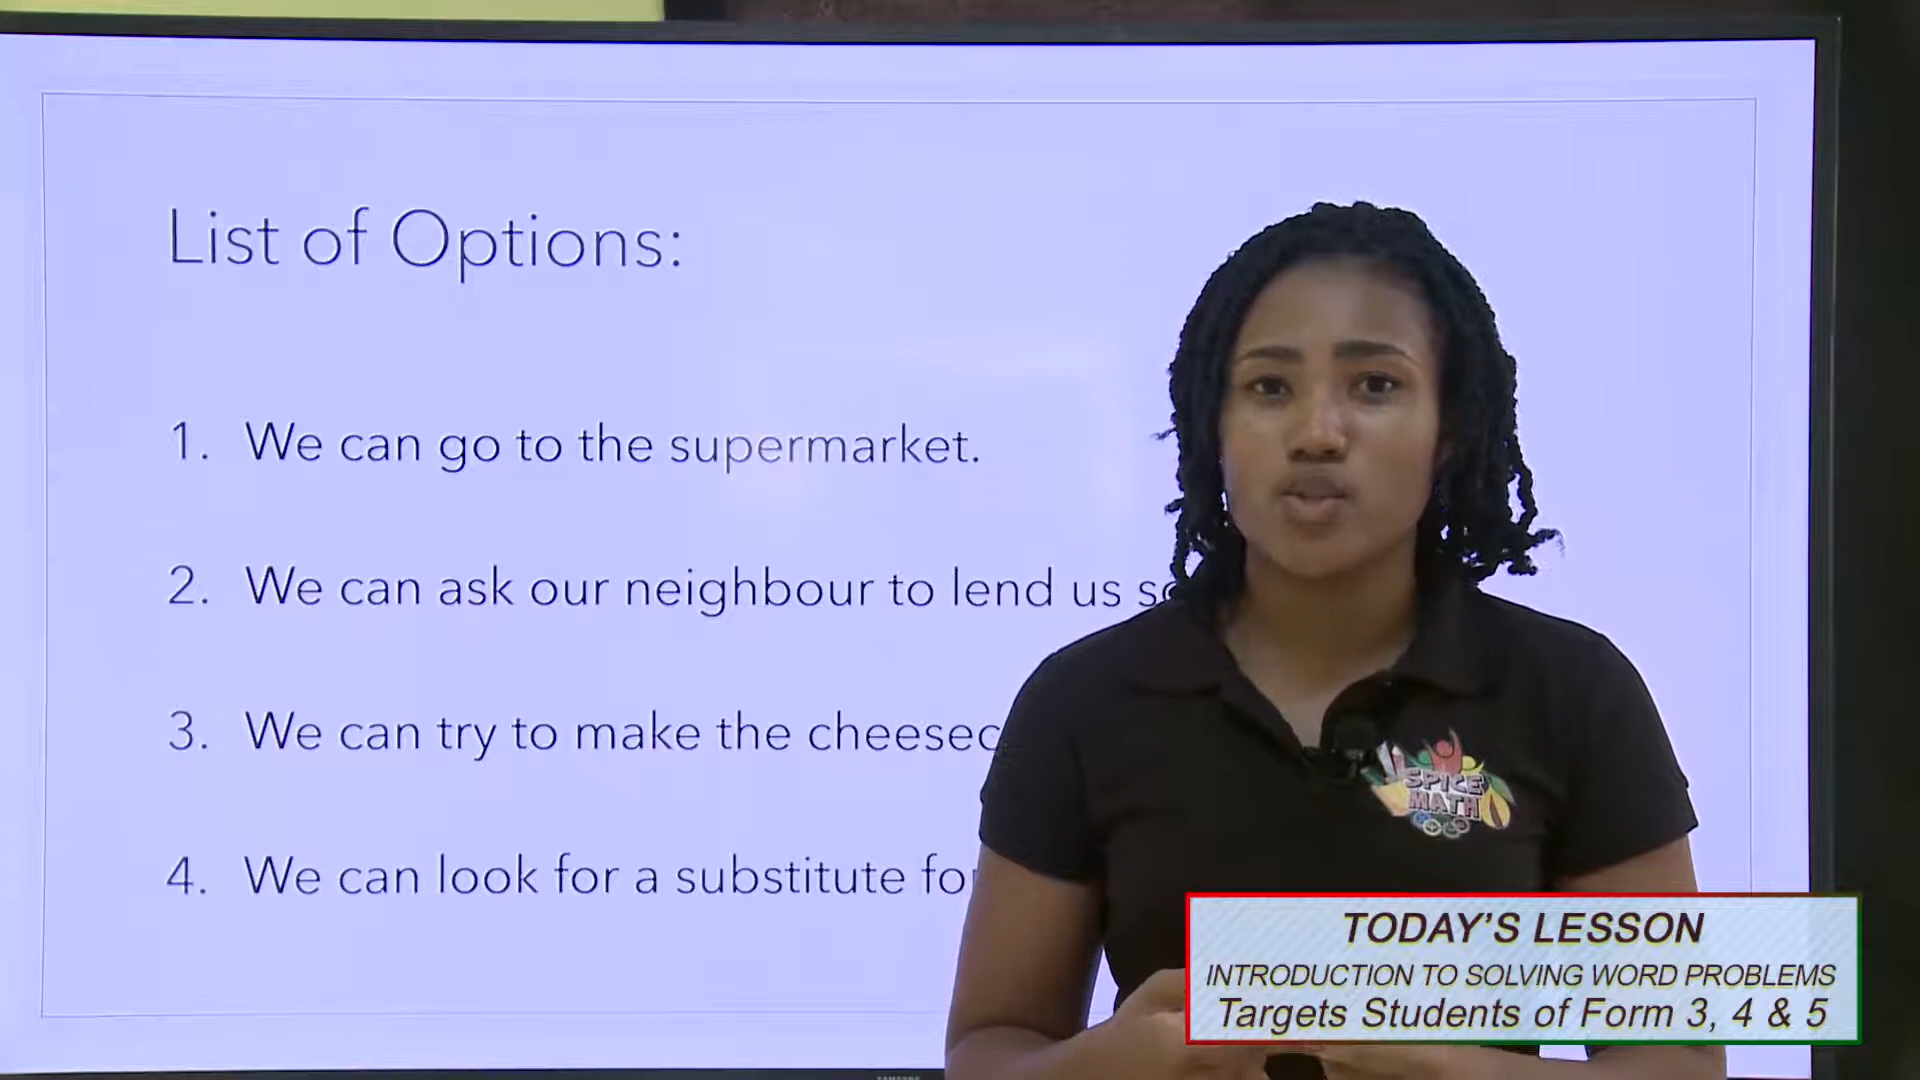 List of Options:
1. We can go to the supermarket.
2. We can ask our neighbour to lend us
3. We can try to make the
4. We can look for a substitute
SPICE
MATH
TODAY'S LESSON
INTRODUCTION TO SOLVING WORD PROBLEMS
Targets Students of Form 3, 4 & 5